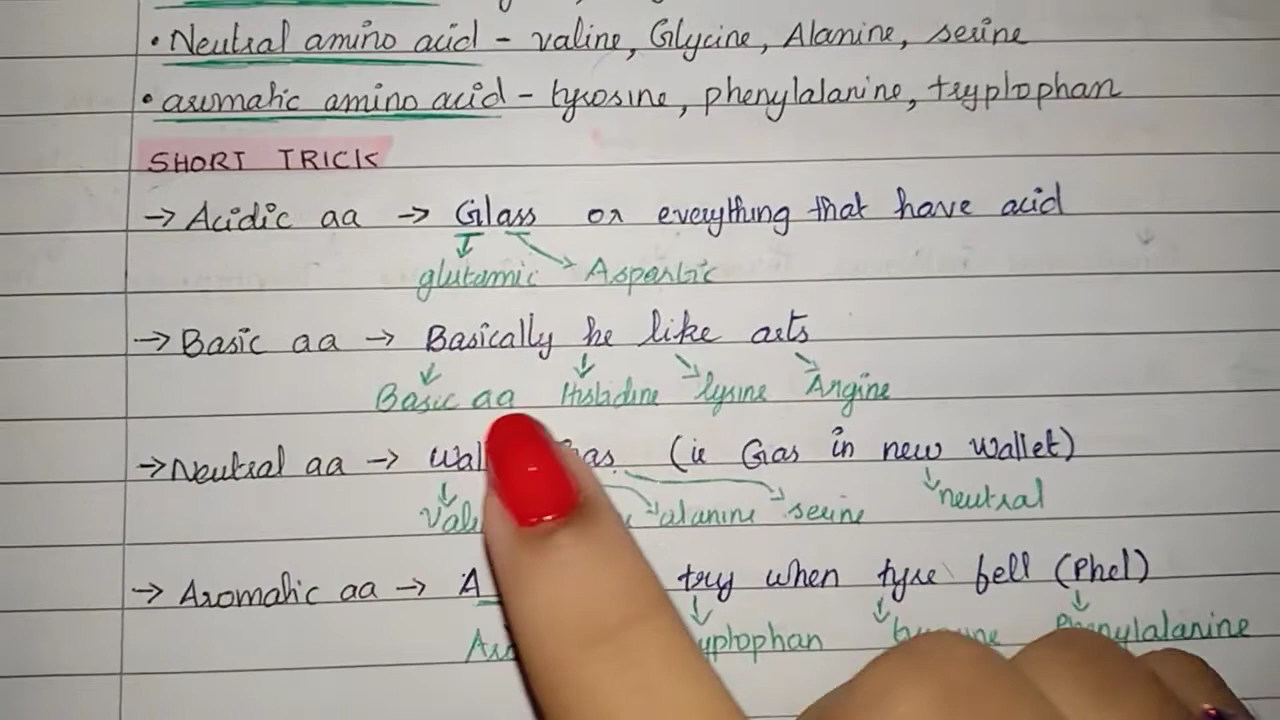 • Neutral amino acid - valine, Glycine, Alanine, serine
• aromatic amino acid - tyrosine, phenylalanine, tryptophan
SHORT TRICK
→ Acidic aa → Glass or everything that have acid
glutamic Aspartic
→ Basic aa → Basically he like arts
Basic aa Histidine lysine Argine
→ Neutral aa → (ie Gas in new wallet)
alanine serine neutral
→ Aromatic aa → A try when tyre fell (Phel)
Phenylalanine